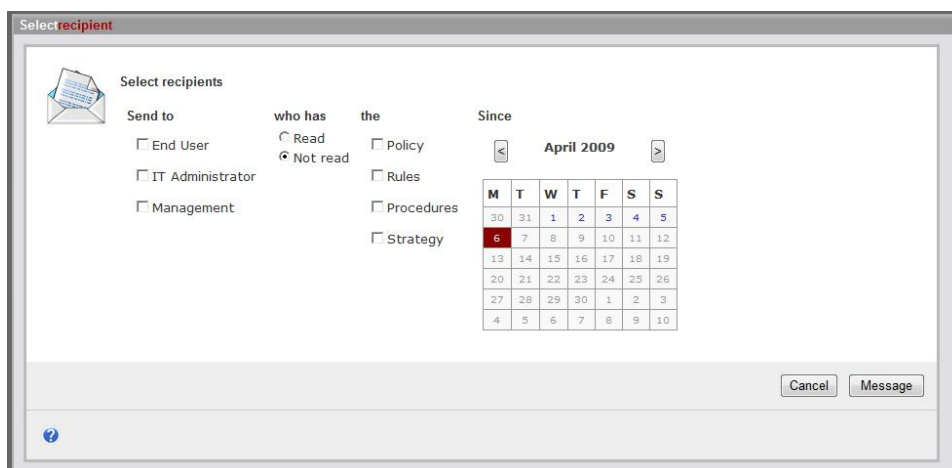 Selectrecipient
Select recipients
Send to who has the Since
End User Read Policy < April 2009 >
Not read
IT Administrator Rules
M T W T F S S
Management Procedures
30 31 1 2 3 4 5
Strategy
6 7 8 9 10 11 12
13 14 15 16 17 18 19
20 21 22 23 24 25 26
27 28 29 30 1 2 3
4 5 6 7 8 9 10
Cancel Message
?